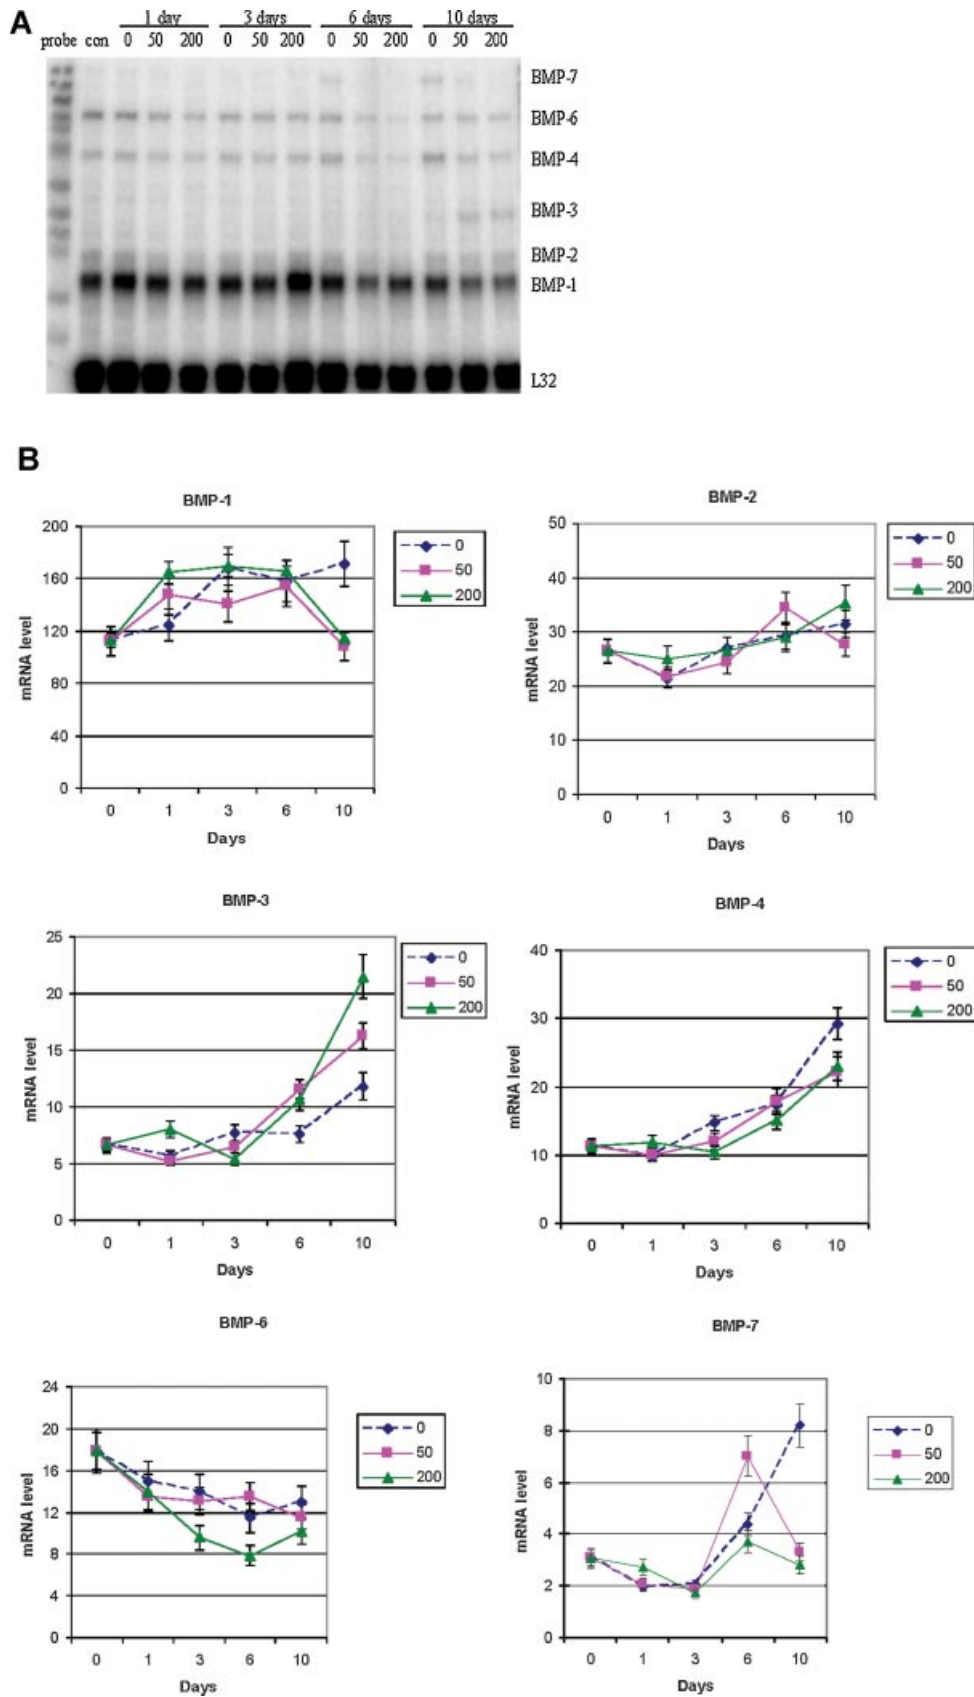 A
1 day 3 days 6 days 10 days
probe con 0 50 200 0 50 200 0 50 200 0 50 200
BMP-7
BMP-6
BMP-4
BMP-3
BMP-2
BMP-1
L32
B
BMP-1
mRNA level
200
160
120
80
40
0
0 1 3 6 10
Days
0
50
200
BMP-2
mRNA level
50
40
30
20
10
0
0 1 3 6 10
Days
0
50
200
BMP-3
mRNA level
25
20
15
10
5
0
0 1 3 6 10
Days
0
50
200
BMP-4
mRNA level
40
30
20
10
0
0 1 3 6 10
Days
0
50
200
BMP-6
mRNA level
24
20
16
12
8
4
0
0 1 3 6 10
Days
0
50
200
BMP-7
mRNA level
10
8
6
4
2
0
0 1 3 6 10
Days
0
50
200